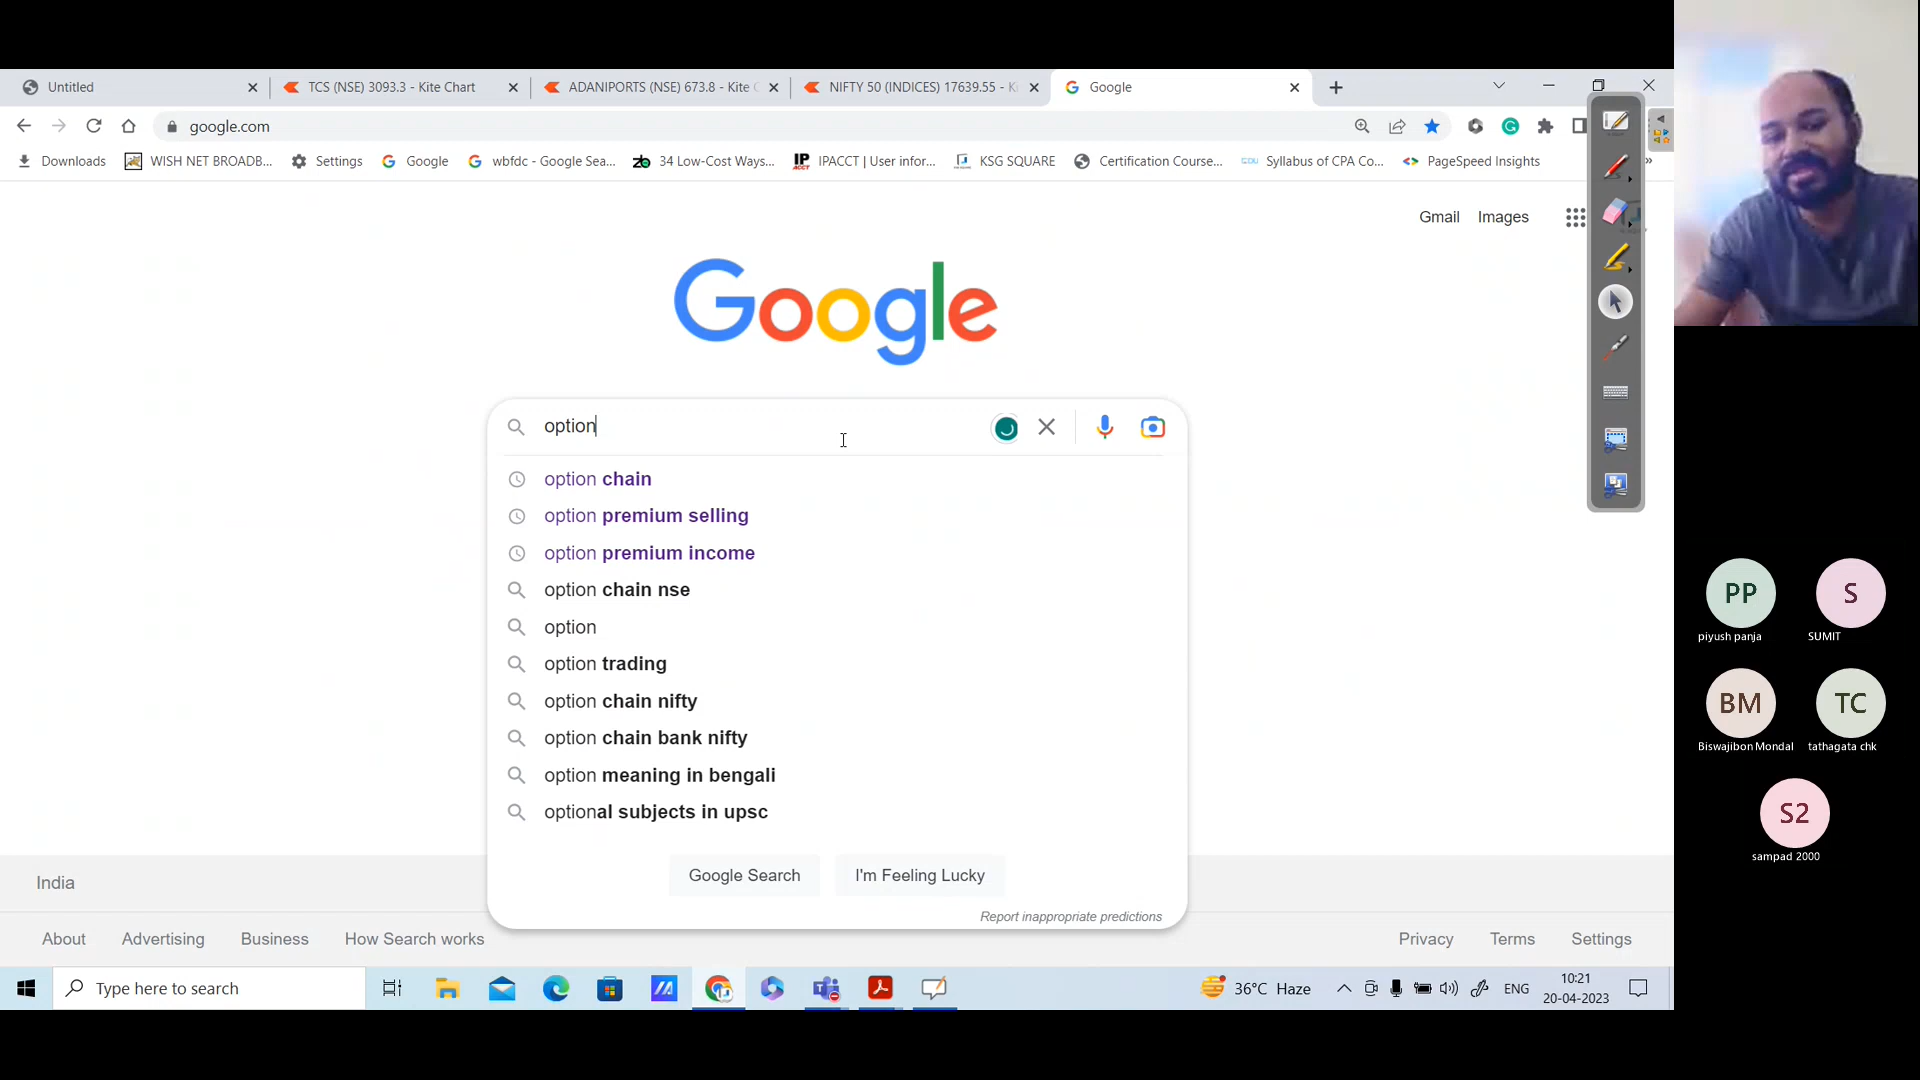 Untitled
TCS (NSE) 3093.3 - Kite Chart
ADANIPORTS (NSE) 673.8 - Kite C
NIFTY 50 (INDICES) 17639.55 - K
Google
google.com
Downloads
WISH NET BROADB...
Settings
Google
wbfdc - Google Sea...
34 Low-Cost Ways...
IPACCT | User infor...
KSG SQUARE
Certification Course...
Syllabus of CPA Co...
PageSpeed Insights
Gmail
Images
Google
option
option chain
option premium selling
option premium income
option chain nse
option
option trading
option chain nifty
option chain bank nifty
option meaning in bengali
optional subjects in upsc
Google Search
I'm Feeling Lucky
Report inappropriate predictions
India
About
Advertising
Business
How Search works
Privacy
Terms
Settings
Type here to search
36°C Haze
ENG
10:21
20-04-2023
PP
piyush panja
S
SUMIT
BM
Biswajibon Mondal
TC
tathagata chk
S2
sampad 2000